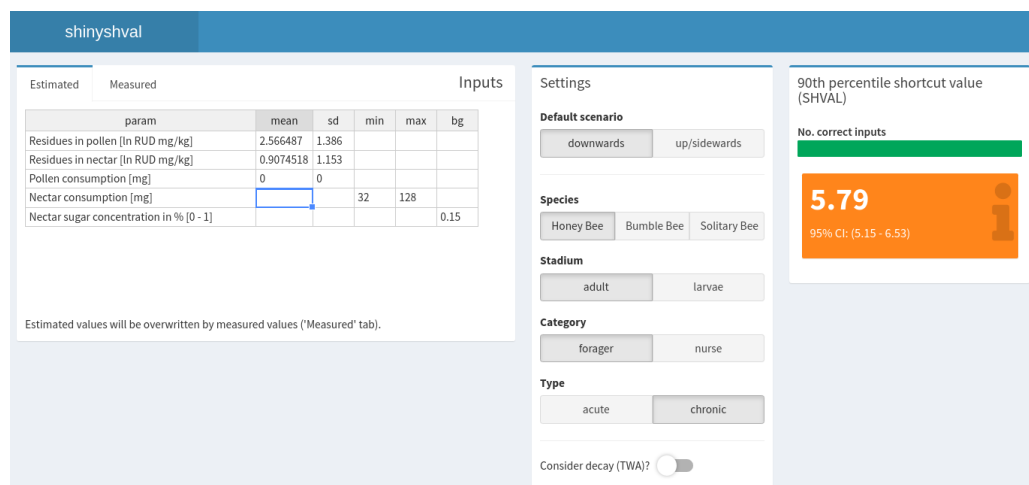 shinyshval
Estimated Measured Inputs
param mean sd min max bg
Residues in pollen [ln RUD mg/kg] 2.566487 1.386
Residues in nectar [ln RUD mg/kg] 0.9074518 1.153
Pollen consumption [mg] 0 0
Nectar consumption [mg] 32 128
Nectar sugar concentration in % [0 - 1] 0.15
Estimated values will be overwritten by measured values ('Measured' tab).
Settings
Default scenario
downwards up/sidewards
Species
Honey Bee Bumble Bee Solitary Bee
Stadium
adult larvae
Category
forager nurse
Type
acute chronic
Consider decay (TWA)?
90th percentile shortcut value
(SHVAL)
No. correct inputs
5.79
95% CI: (5.15 - 6.53)